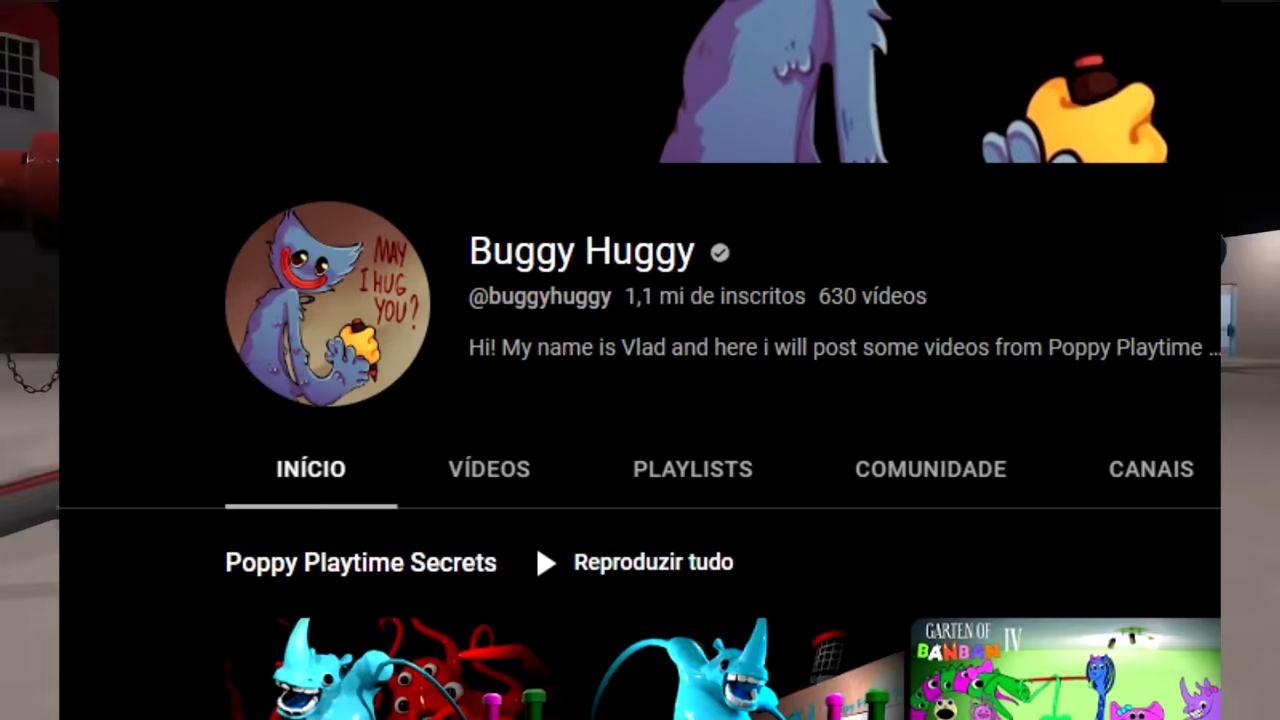 MAY
I HUG
YOU?
Buggy Huggy
@buggyhuggy 1,1 mi de inscritos 630 vídeos
Hi! My name is Vlad and here i will post some videos from Poppy Playtime ...
INÍCIO VÍDEOS PLAYLISTS COMUNIDADE CANAIS
Poppy Playtime Secrets Reproduzir tudo
GARTEN OF
BANBAN IV